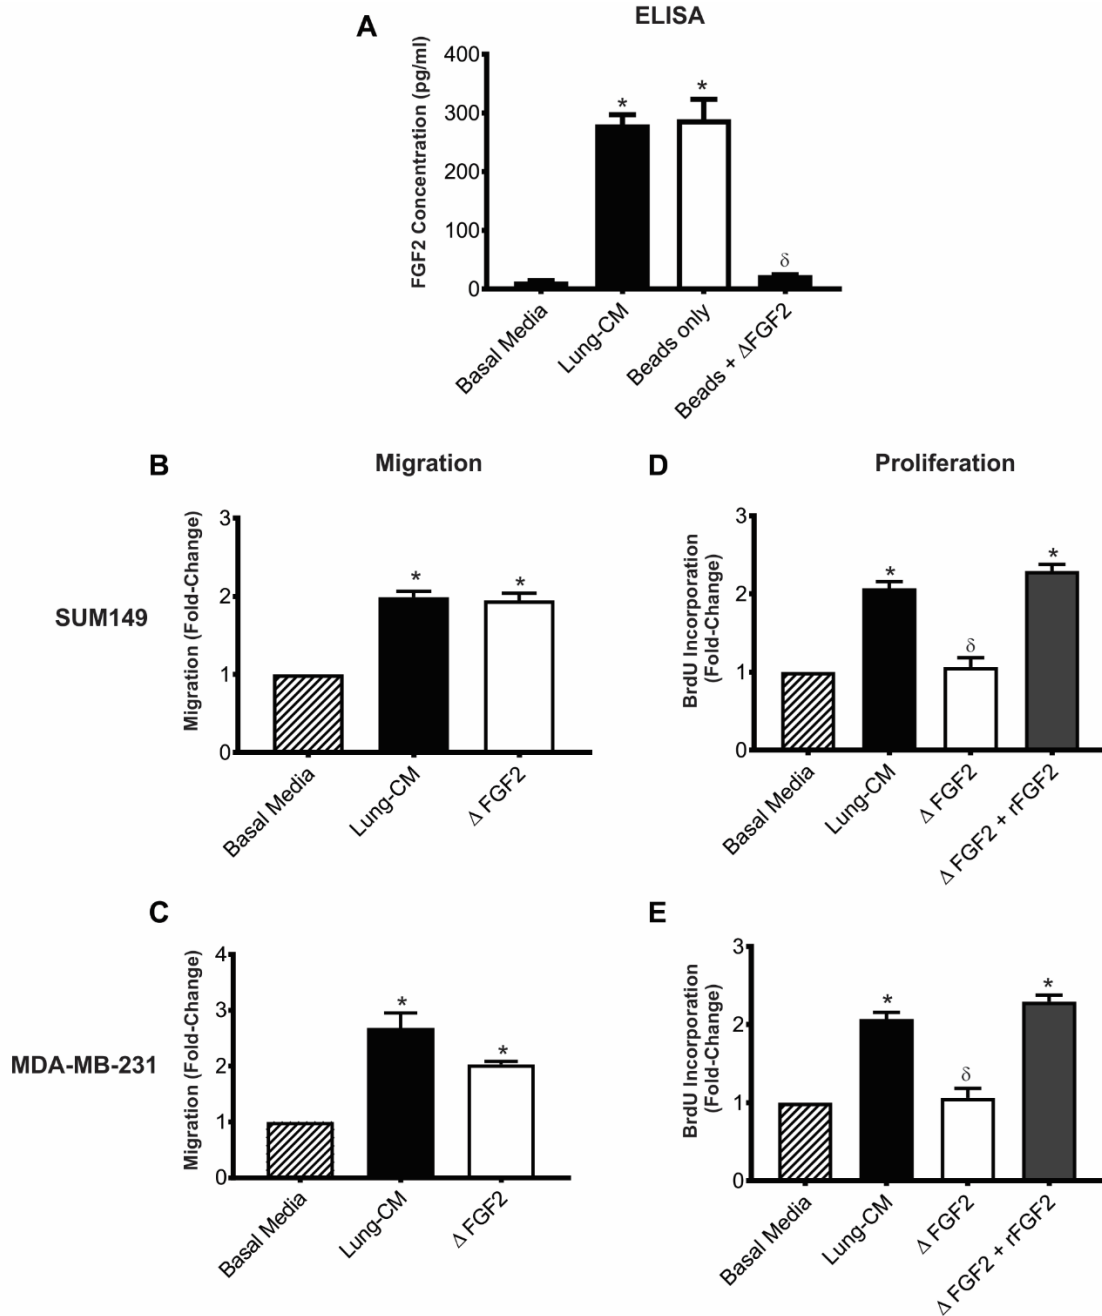 A
ELISA
FGF2 Concentration (pg/ml)
400
300
200
100
0
*
*
δ
Basal Media
Lung-CM
Beads only
Beads + ΔFGF2
B
Migration
D
Proliferation
SUM149
Migration (Fold-Change)
3
2
1
0
*
*
Basal Media
Lung-CM
Δ FGF2
BrdU Incorporation
(Fold-Change)
3
2
1
0
*
δ
*
Basal Media
Lung-CM
Δ FGF2
Δ FGF2 + rFGF2
C
E
MDA-MB-231
Migration (Fold-Change)
4
3
2
1
0
*
*
Basal Media
Lung-CM
Δ FGF2
BrdU Incorporation
(Fold-Change)
3
2
1
0
*
δ
*
Basal Media
Lung-CM
Δ FGF2
Δ FGF2 + rFGF2